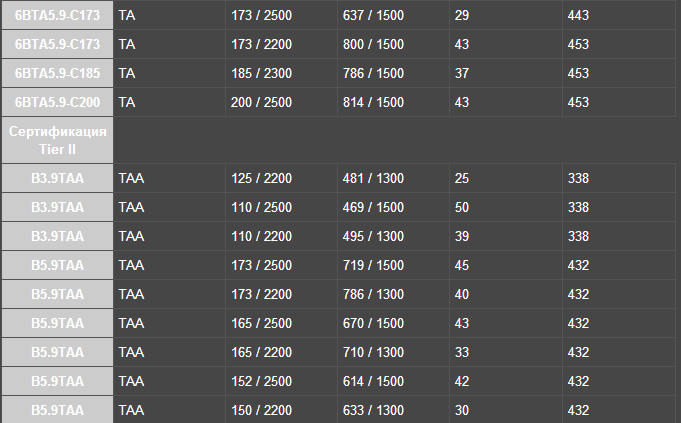 6BTA5.9-C173 TA 173 / 2500 637 / 1500 29 443
6BTA5.9-C173 TA 173 / 2200 800 / 1500 43 453
6BTA5.9-C185 TA 185 / 2300 786 / 1500 37 453
6BTA5.9-C200 TA 200 / 2500 814 / 1500 43 453
Сертификация
Tier II
B3.9TAA TAA 125 / 2200 481 / 1300 25 338
B3.9TAA TAA 110 / 2500 469 / 1500 50 338
B3.9TAA TAA 110 / 2200 495 / 1300 39 338
B5.9TAA TAA 173 / 2500 719 / 1500 45 432
B5.9TAA TAA 173 / 2200 786 / 1300 40 432
B5.9TAA TAA 165 / 2500 670 / 1500 43 432
B5.9TAA TAA 165 / 2200 710 / 1300 33 432
B5.9TAA TAA 152 / 2500 614 / 1500 42 432
B5.9TAA TAA 150 / 2200 633 / 1300 30 432